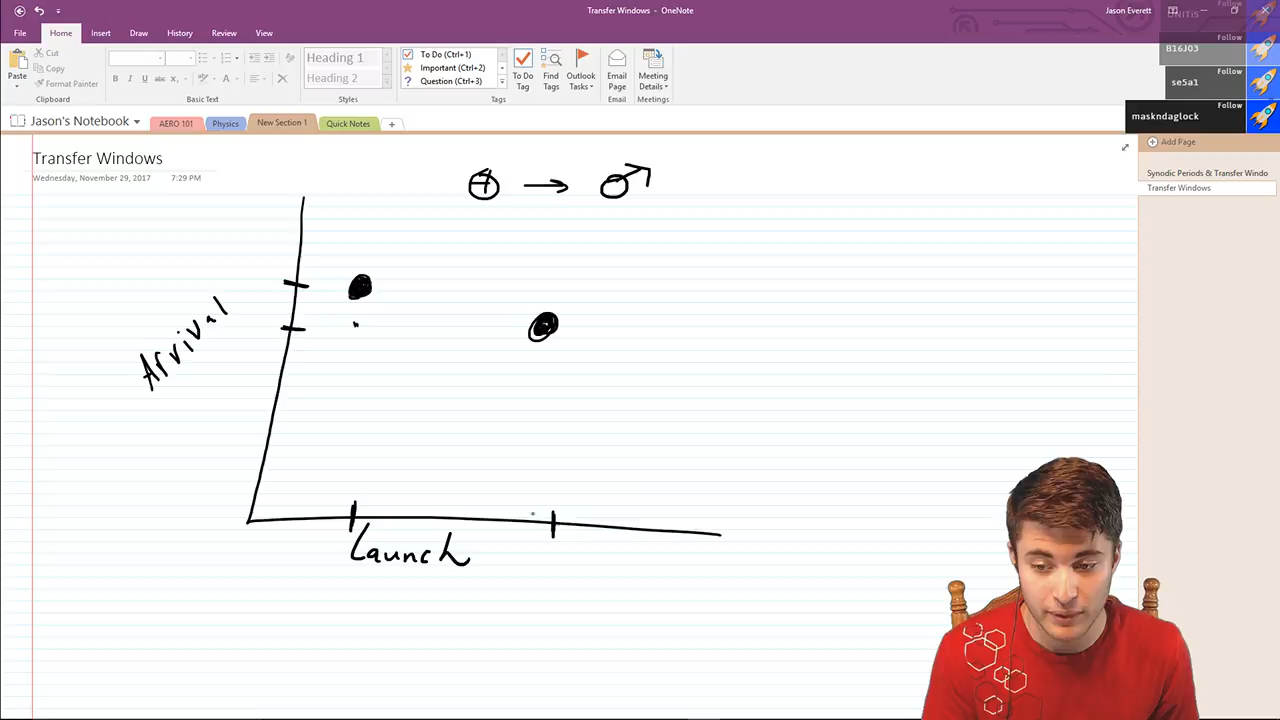 Transfer Windows - OneNote
Jason Everett
UNITIs
Follow
File Home Insert Draw History Review View
B16J03
Follow
Paste
Cut
Copy
Format Painter
Clipboard
B I U abc x₂ A
Basic Text
Heading 1
Heading 2
Styles
To Do (Ctrl+1)
Important (Ctrl+2)
Question (Ctrl+3)
To Do Tag
Find Tags
Outlook Tasks
Tags
Email Page
Email
Meeting Details
Meetings
se5a1
Follow
maskndaglock
Follow
Jason's Notebook
AERO 101
Physics
New Section 1
Quick Notes
+
Add Page
Synodic Periods & Transfer Windo
Transfer Windows
Transfer Windows
Wednesday, November 29, 2017 7:29 PM
Arrival
Launch